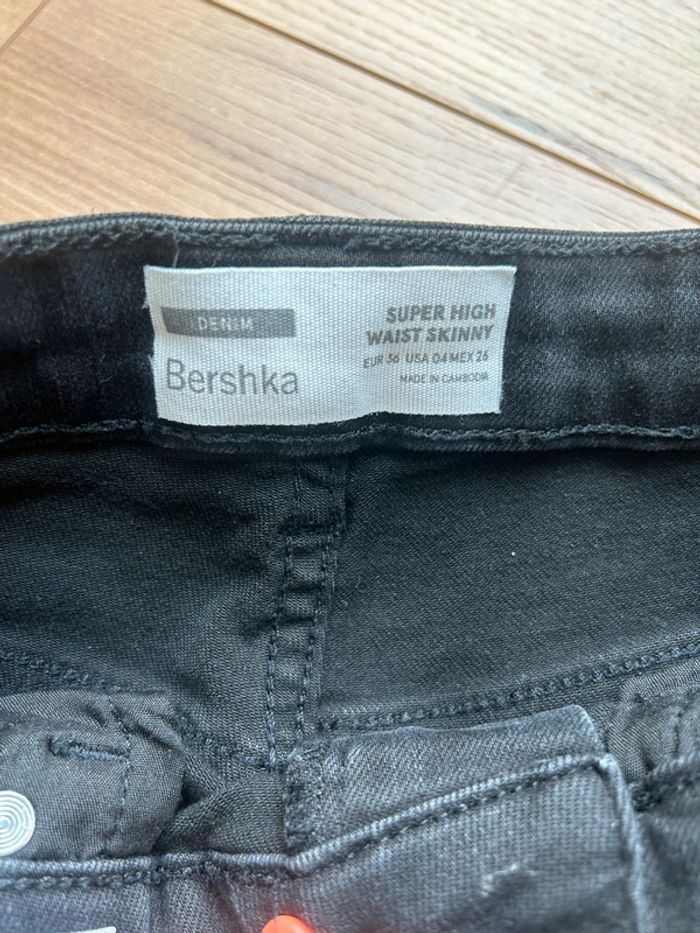 DENIM
Bershka
SUPER HIGH
WAIST SKINNY
EUR 36 USA 04 MEX 26
MADE IN CAMBODIA